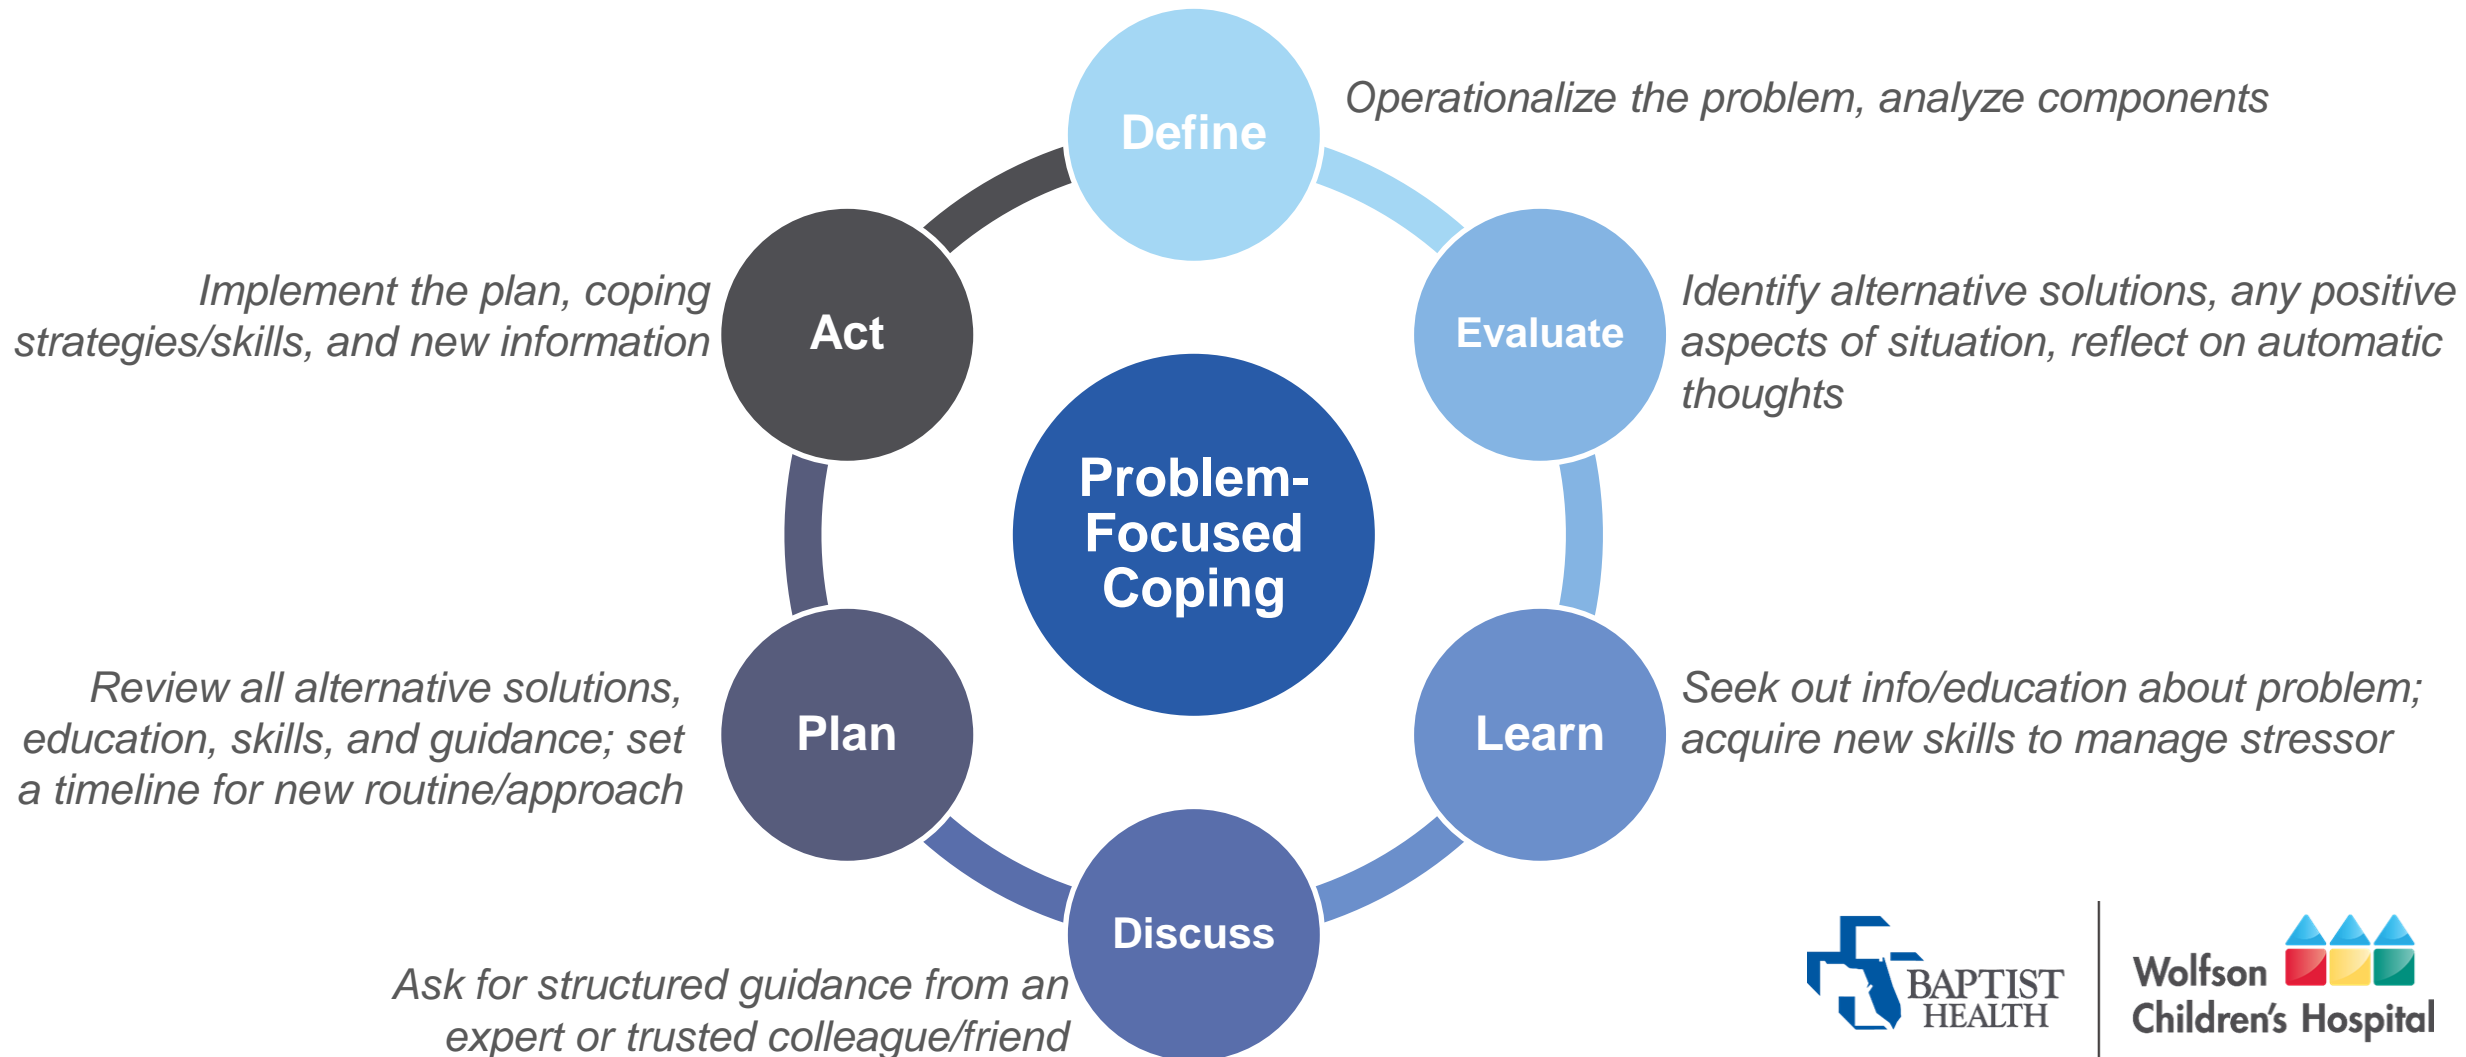 Define
Operationalize the problem, analyze components
Evaluate
Identify alternative solutions, any positive
aspects of situation, reflect on automatic
thoughts
Learn
Seek out info/education about problem;
acquire new skills to manage stressor
Discuss
Ask for structured guidance from an
expert or trusted colleague/friend
Plan
Review all alternative solutions,
education, skills, and guidance; set
a timeline for new routine/approach
Act
Implement the plan, coping
strategies/skills, and new information
Problem-
Focused
Coping
BAPTIST
HEALTH
Wolfson
Children's Hospital